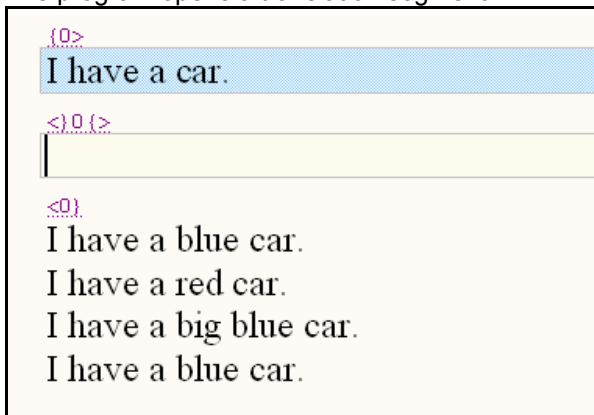 {0>
I have a car.
<}0{>
<0}
I have a blue car.
I have a red car.
I have a big blue car.
I have a blue car.